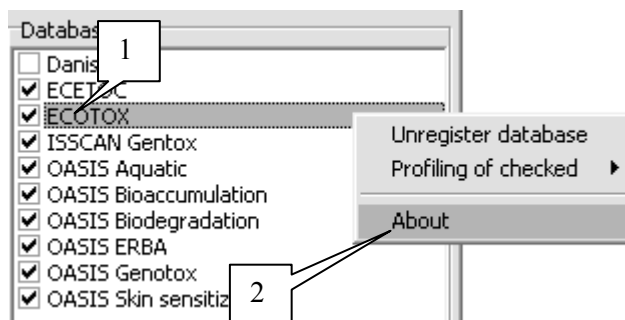 Databas
1
Danis
ECETOC
ECOTOX
ISSCAN Gentox
OASIS Aquatic
OASIS Bioaccumulation
OASIS Biodegradation
OASIS ERBA
OASIS Genotox
OASIS Skin sensitiz
Unregister database
Profiling of checked
About
2